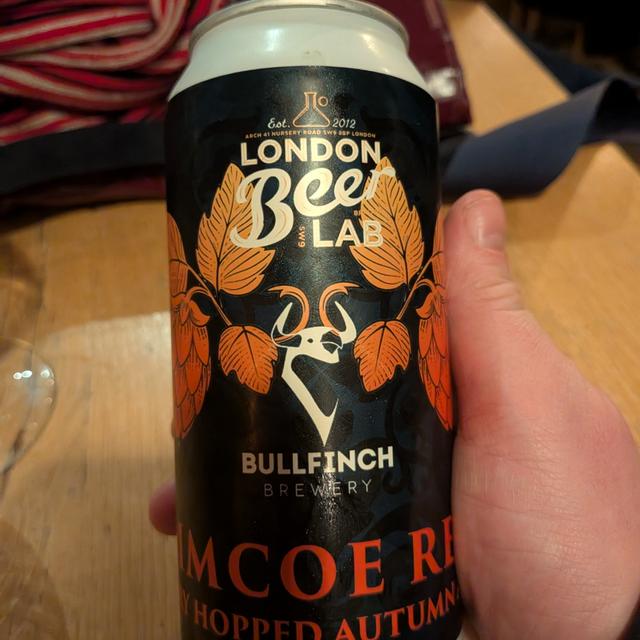 Est. 2012
ARCH 41 NURSERY ROAD SW9 8BP LONDON
LONDON
Beer
SW9 LAB
BULLFINCH
BREWERY
IMCOE RE
Y HOPPED AUTUMN